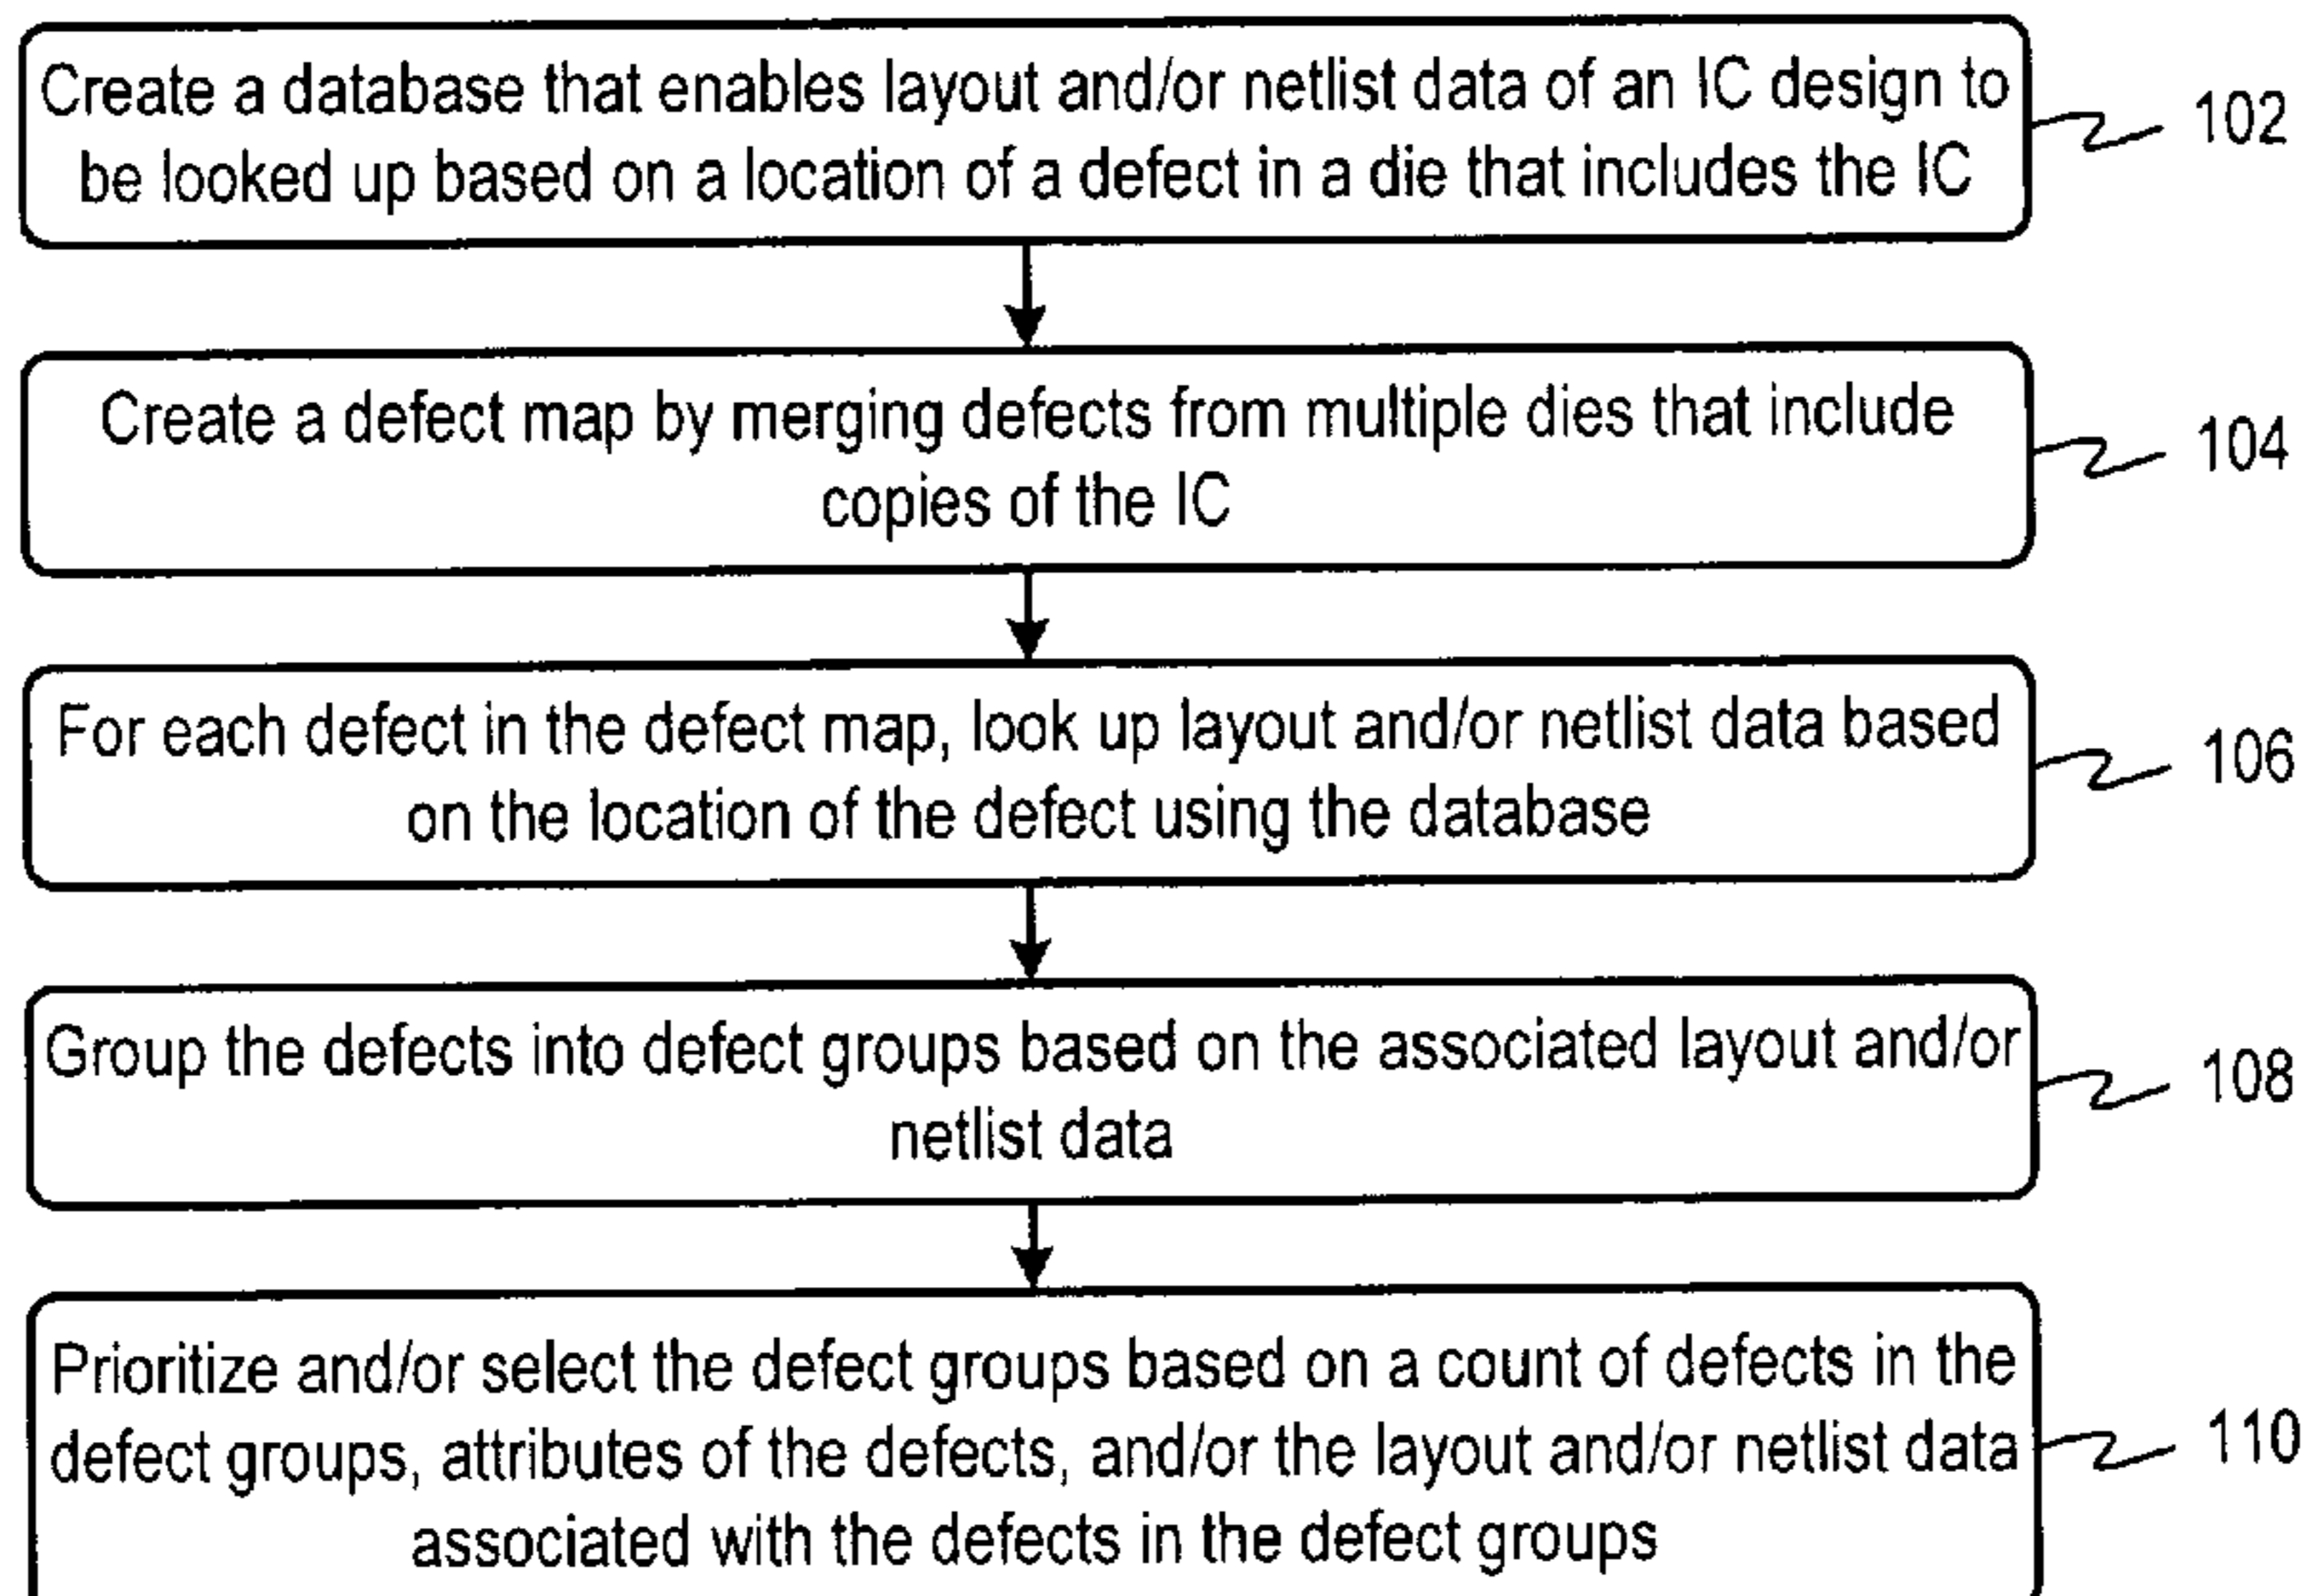 Create a database that enables layout and/or netlist data of an IC design to
be looked up based on a location of a defect in a die that includes the IC
102
Create a defect map by merging defects from multiple dies that include
copies of the IC
104
For each defect in the defect map, look up layout and/or netlist data based
on the location of the defect using the database
106
Group the defects into defect groups based on the associated layout and/or
netlist data
108
Prioritize and/or select the defect groups based on a count of defects in the
defect groups, attributes of the defects, and/or the layout and/or netlist data
associated with the defects in the defect groups
110